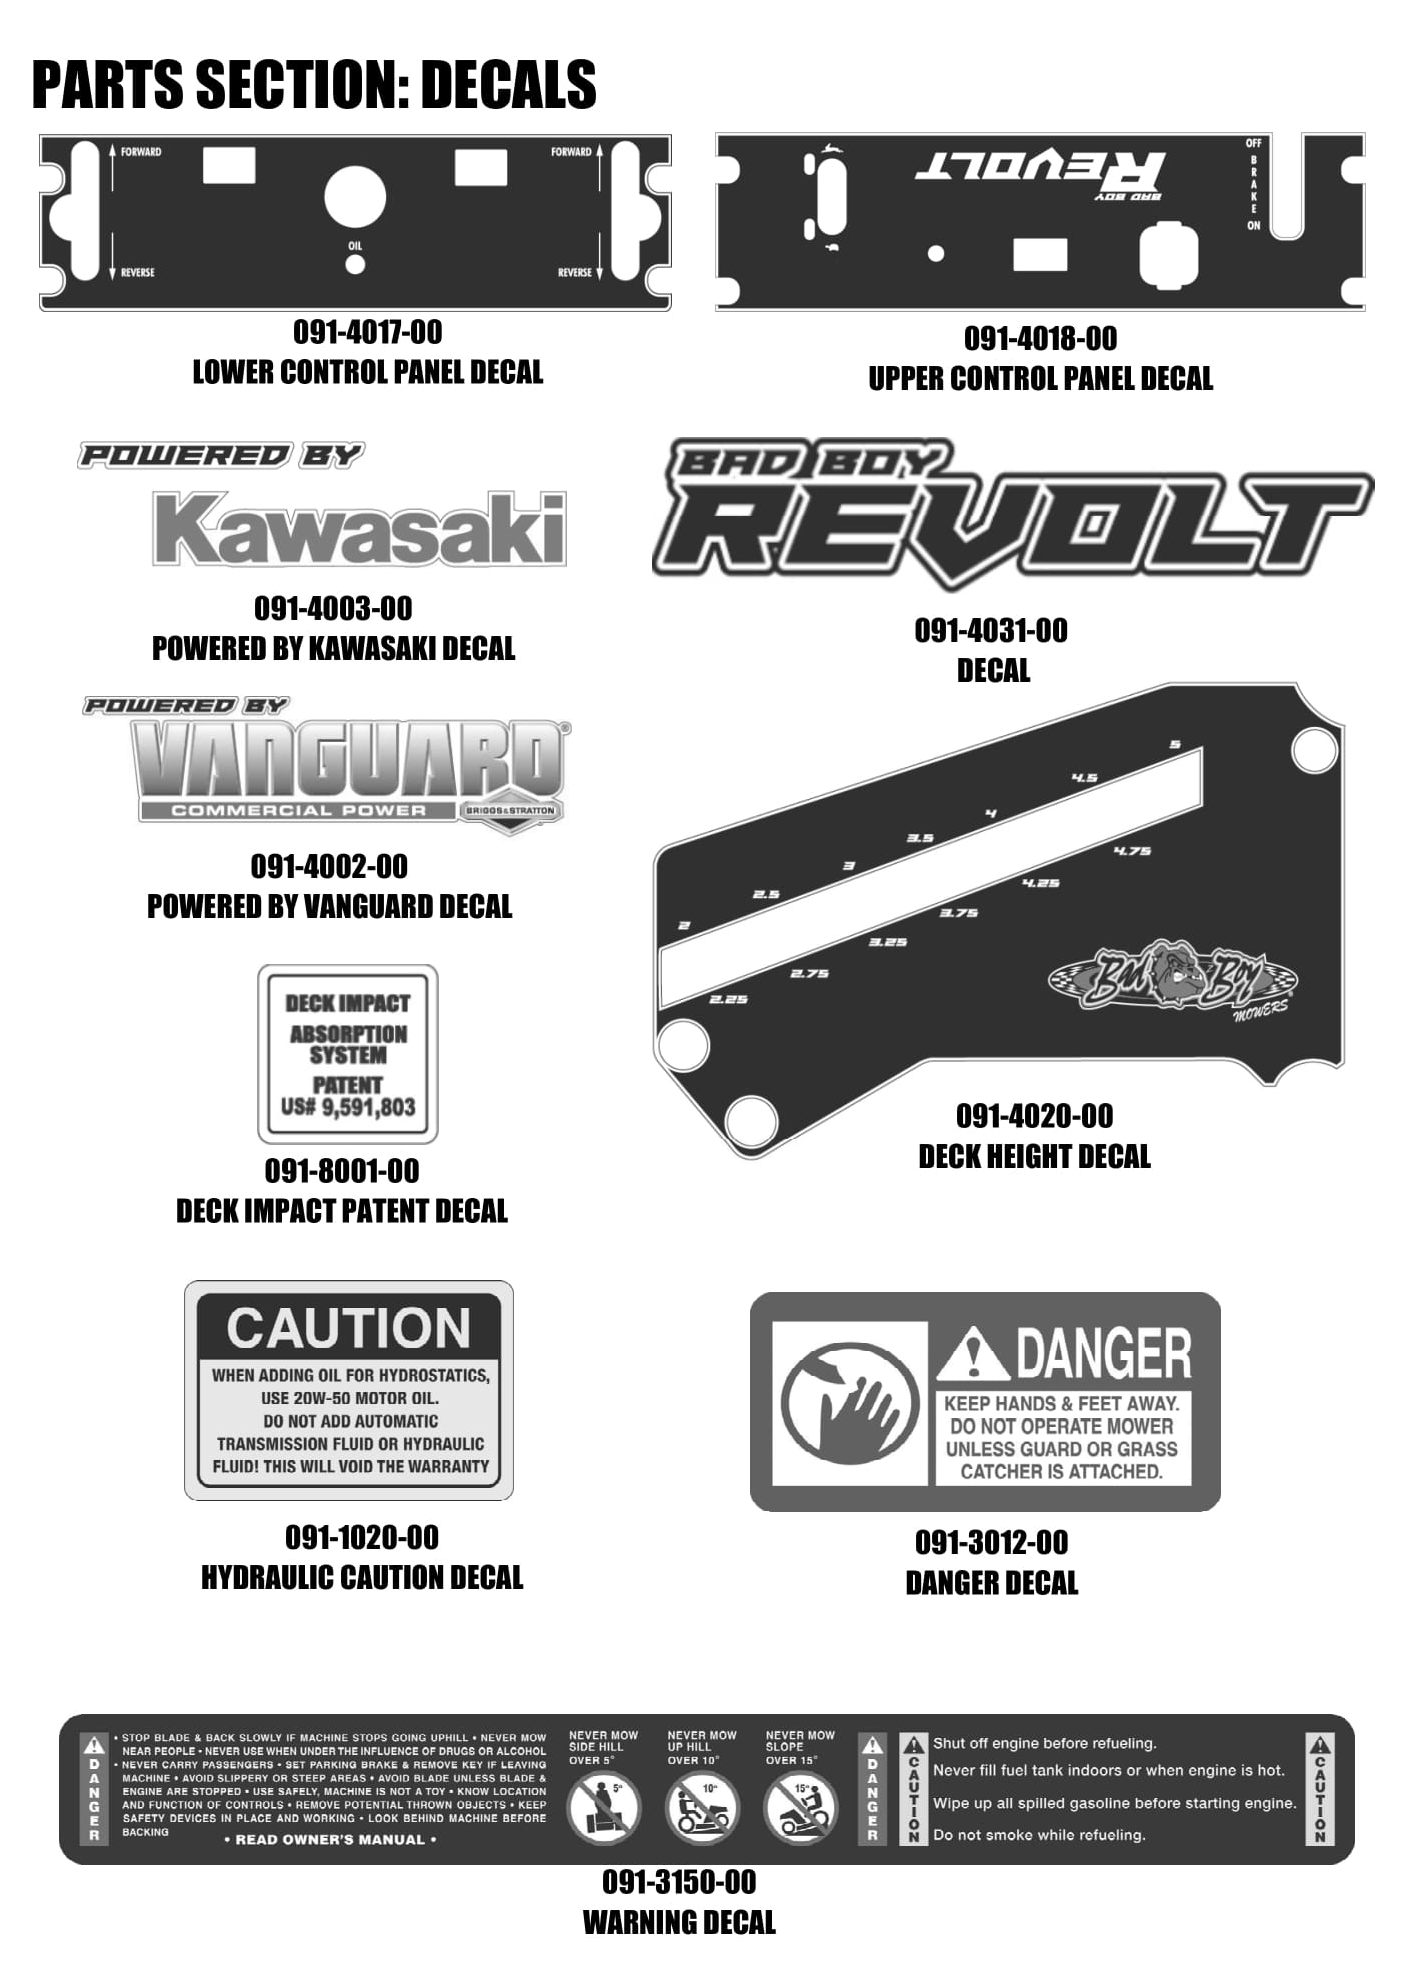 PARTS SECTION: DECALS
FORWARD
FORWARD
OIL
REVERSE
REVERSE
091-4017-00
LOWER CONTROL PANEL DECAL
OFF
BRAKE
ON
BAD BOY
REVOLT
091-4018-00
UPPER CONTROL PANEL DECAL
POWERED BY
Kawasaki
091-4003-00
POWERED BY KAWASAKI DECAL
BAD BOY
REVOLT
091-4031-00
DECAL
POWERED BY
VANGUARD®
COMMERCIAL POWER
BRIGGS & STRATTON
091-4002-00
POWERED BY VANGUARD DECAL
5
4.5
4
3.5
3
2.5
2
4.75
4.25
3.75
3.25
2.75
2.25
Bad Boy®
MOWERS
091-4020-00
DECK HEIGHT DECAL
DECK IMPACT
ABSORPTION
SYSTEM
PATENT
US# 9,591,803
091-8001-00
DECK IMPACT PATENT DECAL
CAUTION
WHEN ADDING OIL FOR HYDROSTATICS,
USE 20W-50 MOTOR OIL.
DO NOT ADD AUTOMATIC
TRANSMISSION FLUID OR HYDRAULIC
FLUID! THIS WILL VOID THE WARRANTY
091-1020-00
HYDRAULIC CAUTION DECAL
DANGER
KEEP HANDS & FEET AWAY.
DO NOT OPERATE MOWER
UNLESS GUARD OR GRASS
CATCHER IS ATTACHED.
091-3012-00
DANGER DECAL
DANGER
• STOP BLADE & BACK SLOWLY IF MACHINE STOPS GOING UPHILL • NEVER MOW
NEAR PEOPLE • NEVER USE WHEN UNDER THE INFLUENCE OF DRUGS OR ALCOHOL
• NEVER CARRY PASSENGERS • SET PARKING BRAKE & REMOVE KEY IF LEAVING
MACHINE • AVOID SLIPPERY OR STEEP AREAS • AVOID BLADE UNLESS BLADE &
ENGINE ARE STOPPED • USE SAFELY, MACHINE IS NOT A TOY • KNOW LOCATION
AND FUNCTION OF CONTROLS • REMOVE POTENTIAL THROWN OBJECTS • KEEP
SAFETY DEVICES IN PLACE AND WORKING • LOOK BEHIND MACHINE BEFORE
BACKING
• READ OWNER'S MANUAL •
NEVER MOW
SIDE HILL
OVER 5°
5°
NEVER MOW
UP HILL
OVER 10°
10°
NEVER MOW
SLOPE
OVER 15°
15°
DANGER
CAUTION
Shut off engine before refueling.
Never fill fuel tank indoors or when engine is hot.
Wipe up all spilled gasoline before starting engine.
Do not smoke while refueling.
CAUTION
091-3150-00
WARNING DECAL